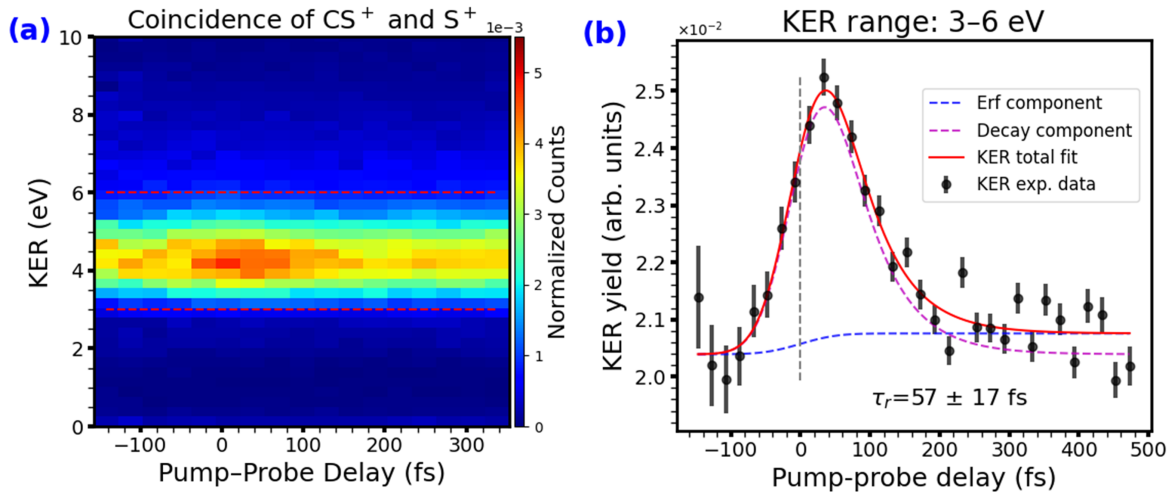 (a)
Coincidence of CS⁺ and S⁺
1e−3
10
8
6
4
2
0
KER (eV)
−100
0
100
200
300
Pump–Probe Delay (fs)
5
4
3
2
1
0
Normalized Counts
(b)
KER range: 3–6 eV
×10⁻²
2.5
2.4
2.3
2.2
2.1
2.0
KER yield (arb. units)
Erf component
Decay component
KER total fit
KER exp. data
τᵣ=57 ± 17 fs
−100
0
100
200
300
400
500
Pump-probe delay (fs)